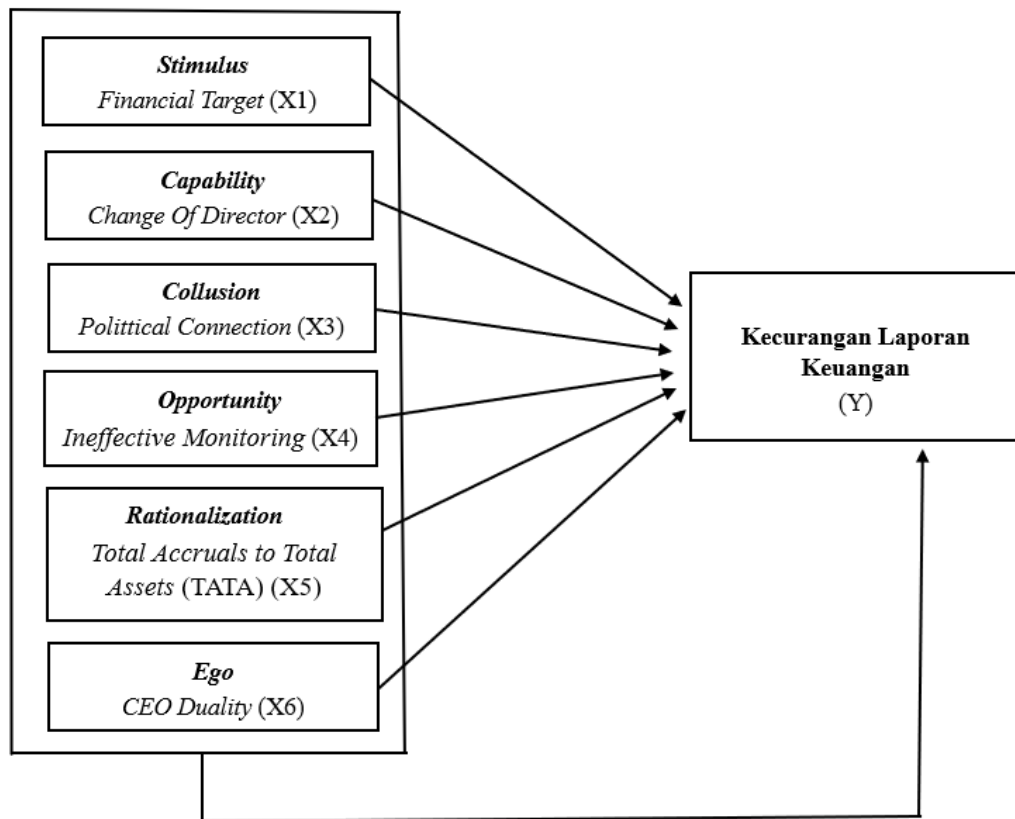 Stimulus
Financial Target (X1)
Capability
Change Of Director (X2)
Collusion
Polittical Connection (X3)
Opportunity
Ineffective Monitoring (X4)
Rationalization
Total Accruals to Total
Assets (TATA) (X5)
Ego
CEO Duality (X6)
Kecurangan Laporan
Keuangan
(Y)